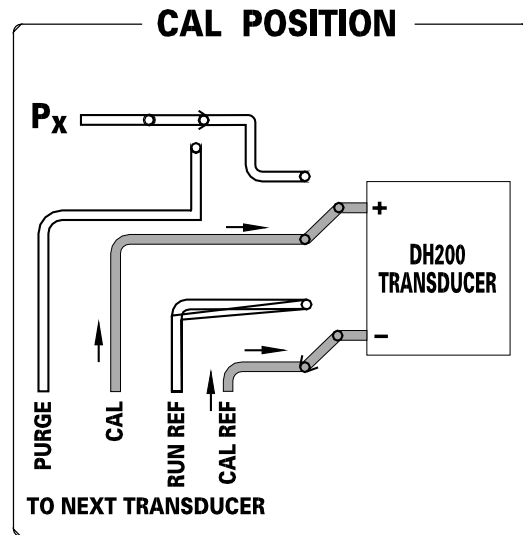 CAL POSITION
Px
+
DH200
TRANSDUCER
−
PURGE
CAL
RUN REF
CAL REF
TO NEXT TRANSDUCER